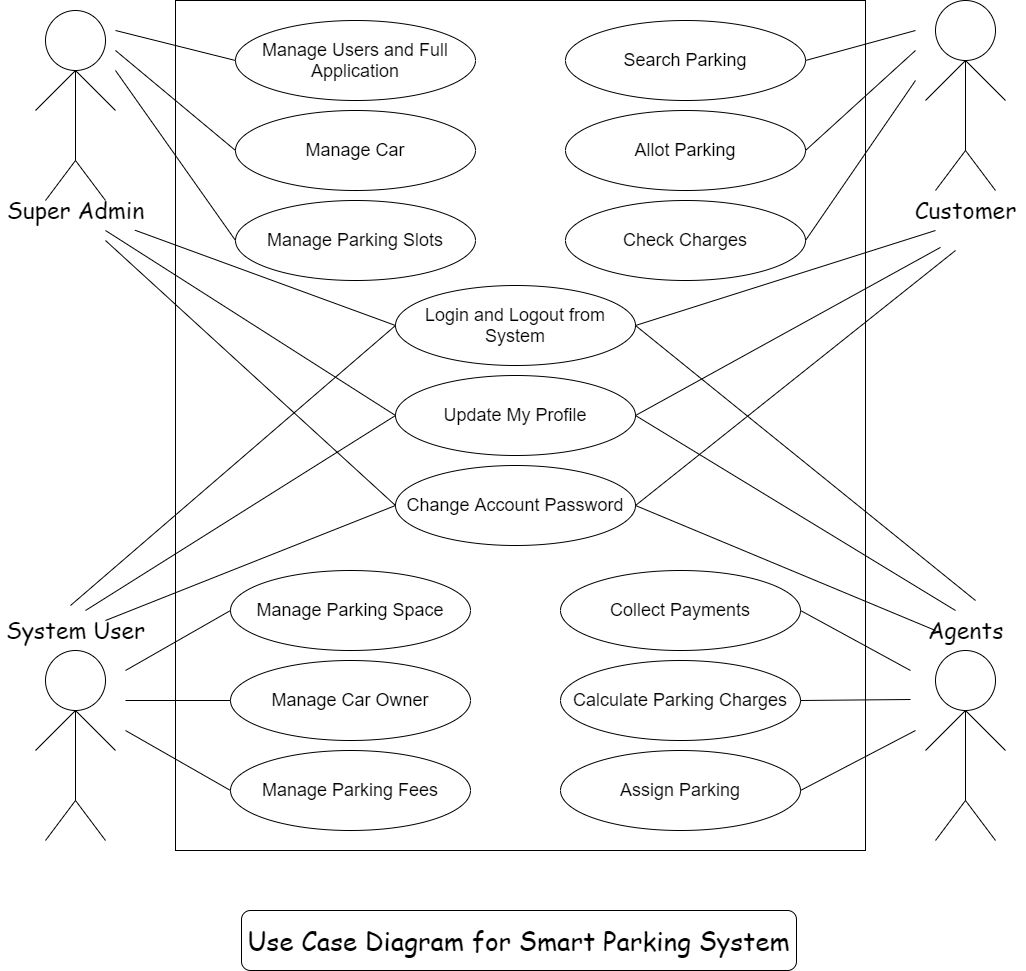 Manage Users and Full
Application
Search Parking
Manage Car
Allot Parking
Super Admin
Customer
Manage Parking Slots
Check Charges
Login and Logout from
System
Update My Profile
Change Account Password
Manage Parking Space
Collect Payments
System User
Agents
Manage Car Owner
Calculate Parking Charges
Manage Parking Fees
Assign Parking
Use Case Diagram for Smart Parking System